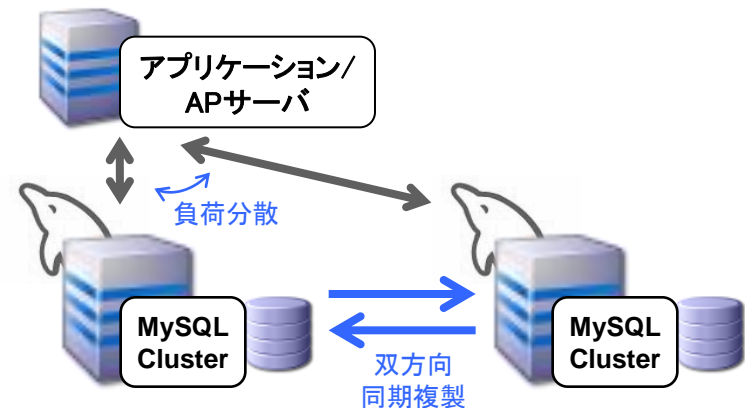 アプリケーション/
APサーバ
負荷分散
MySQL
Cluster
双方向
同期複製
MySQL
Cluster